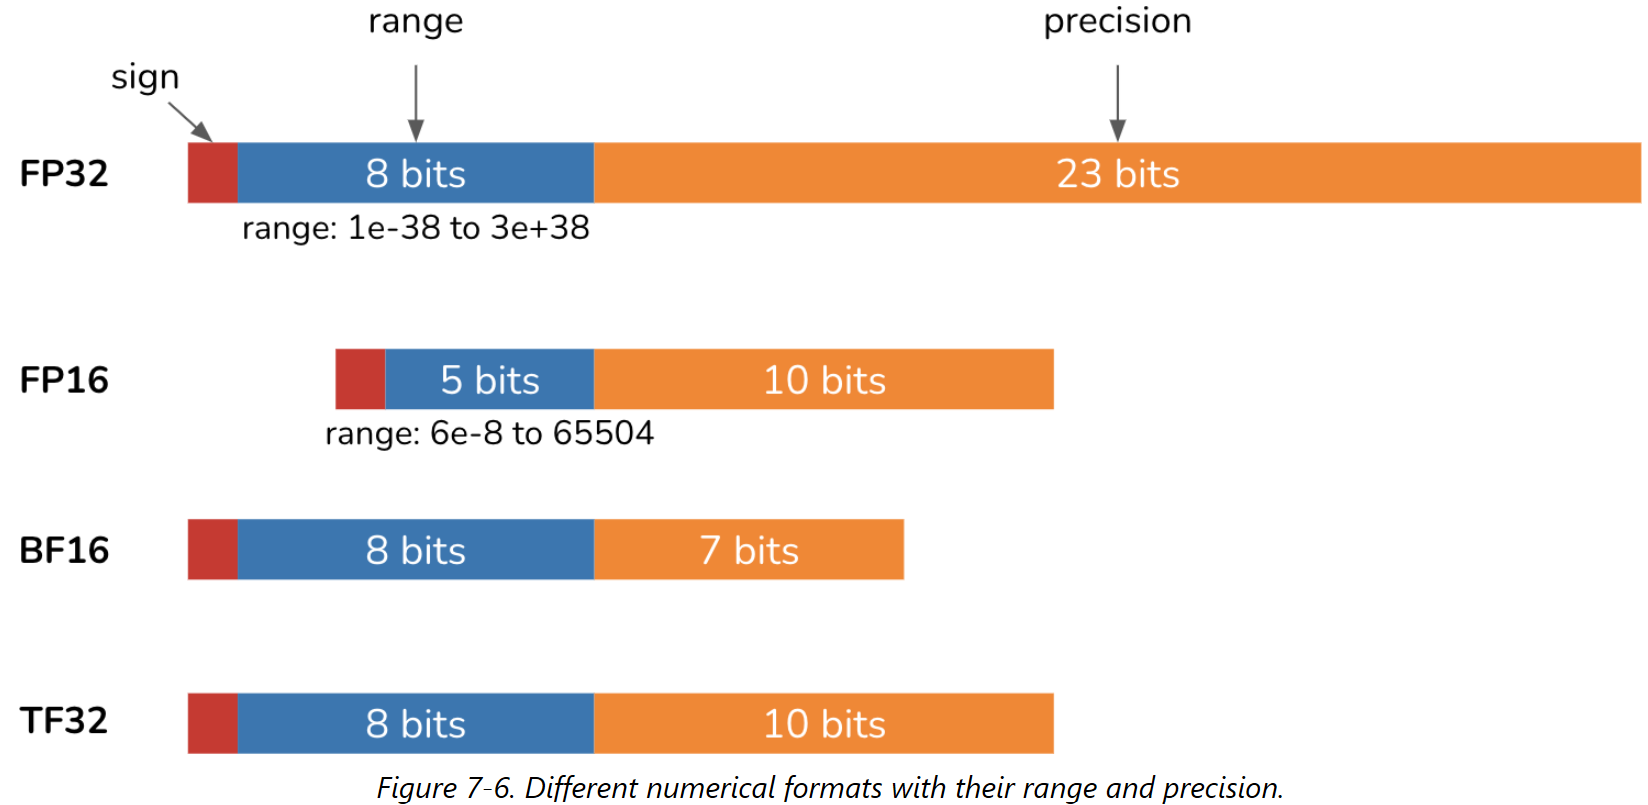 range
precision
sign
FP32
8 bits
23 bits
range: 1e-38 to 3e+38
FP16
5 bits
10 bits
range: 6e-8 to 65504
BF16
8 bits
7 bits
TF32
8 bits
10 bits
Figure 7-6. Different numerical formats with their range and precision.